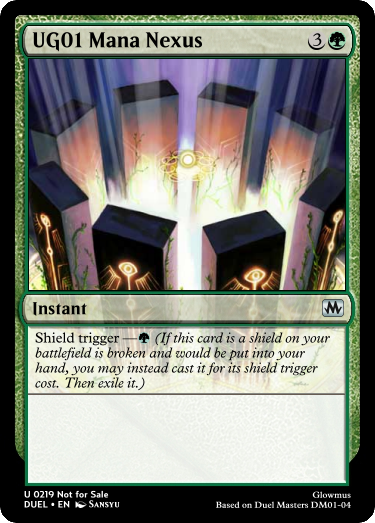 UG01 Mana Nexus 3
Instant
Shield trigger — (If this card is a shield on your
battlefield is broken and would be put into your
hand, you may instead cast it for its shield trigger
cost. Then exile it.)
U 0219 Not for Sale
Glowmus
DUEL • EN SANSYU
Based on Duel Masters DM01-04